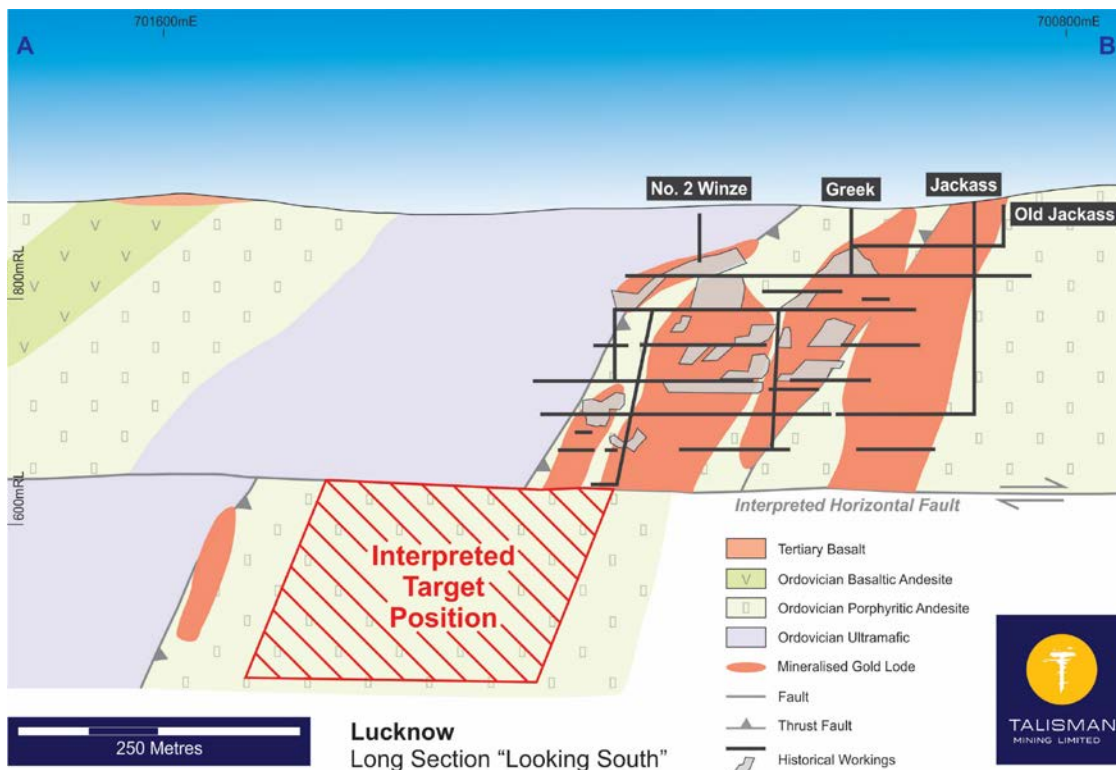 701600mE
700800mE
A
B
No. 2 Winze
Greek
Jackass
Old Jackass
800mRL
600mRL
Interpreted Horizontal Fault
Interpreted
Target
Position
Tertiary Basalt
V Ordovician Basaltic Andesite
Ordovician Porphyritic Andesite
Ordovician Ultramafic
Mineralised Gold Lode
Fault
Thrust Fault
Historical Workings
250 Metres
Lucknow
Long Section “Looking South”
TALISMAN
MINING LIMITED